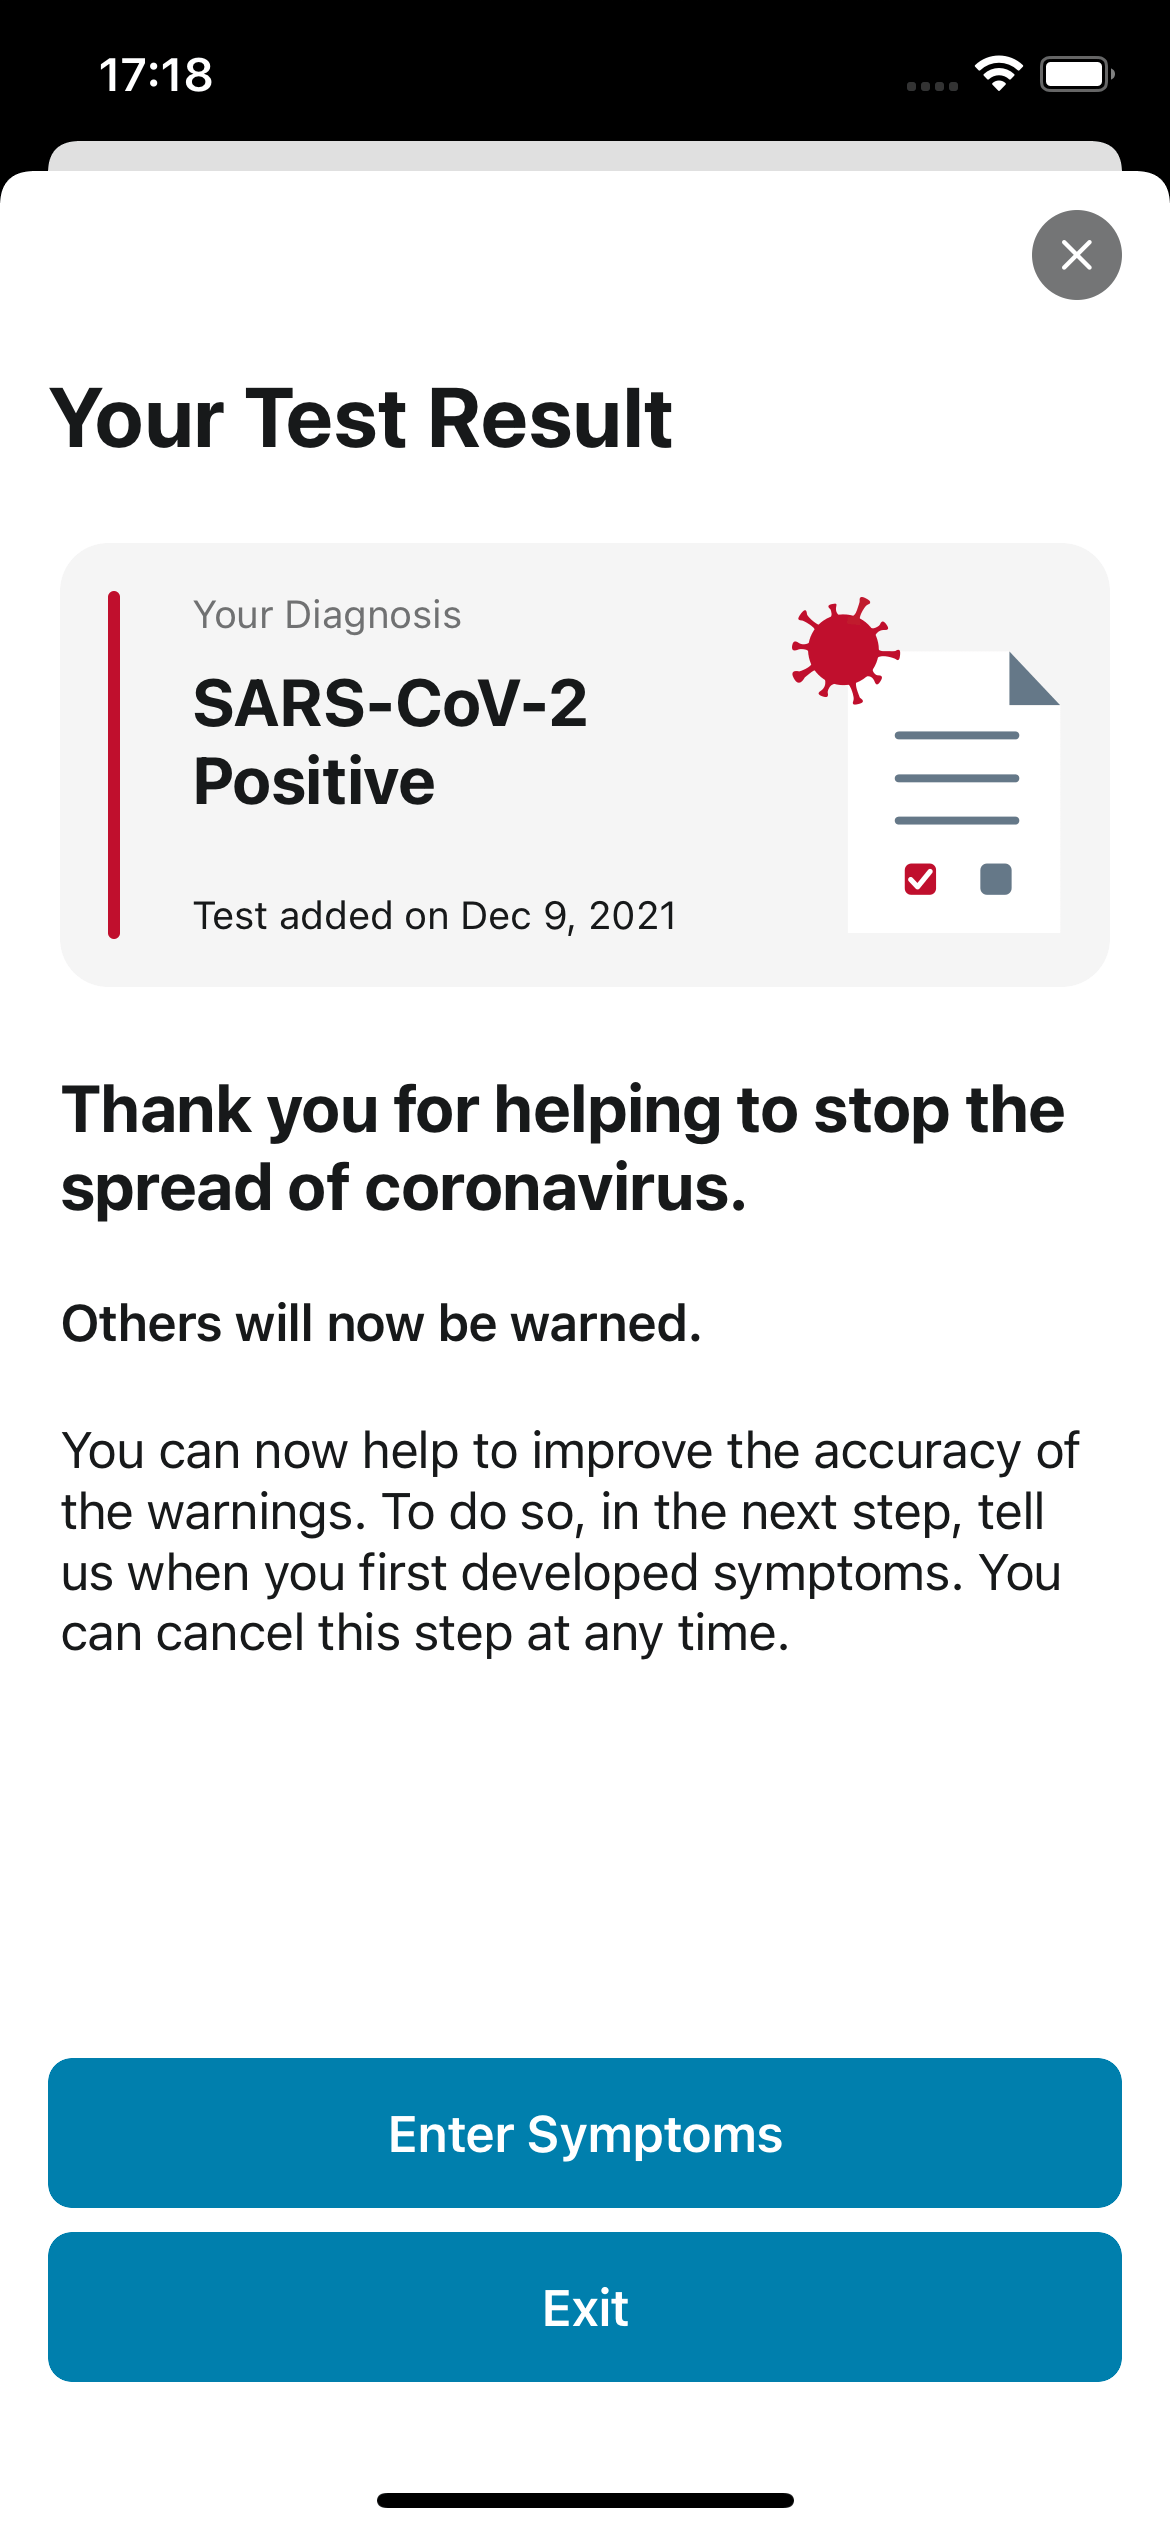 17:18
Your Test Result
Your Diagnosis
SARS-CoV-2
Positive
Test added on Dec 9, 2021
Thank you for helping to stop the
spread of coronavirus.
Others will now be warned.
You can now help to improve the accuracy of
the warnings. To do so, in the next step, tell
us when you first developed symptoms. You
can cancel this step at any time.
Enter Symptoms
Exit